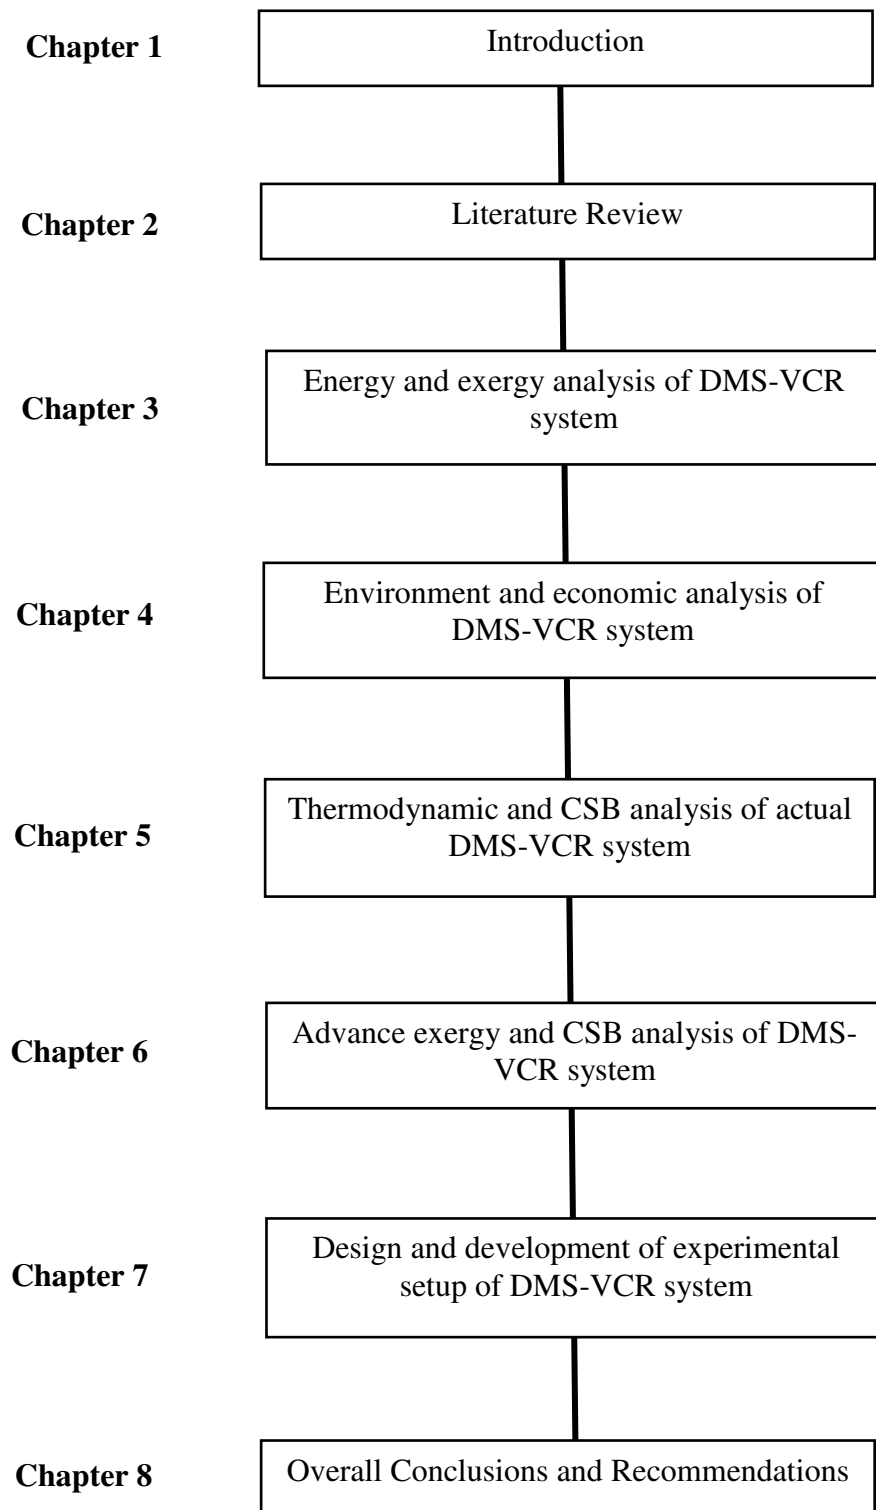 Chapter 1
Introduction
Chapter 2
Literature Review
Chapter 3
Energy and exergy analysis of DMS-VCR
system
Chapter 4
Environment and economic analysis of
DMS-VCR system
Chapter 5
Thermodynamic and CSB analysis of actual
DMS-VCR system
Chapter 6
Advance exergy and CSB analysis of DMS-
VCR system
Chapter 7
Design and development of experimental
setup of DMS-VCR system
Chapter 8
Overall Conclusions and Recommendations